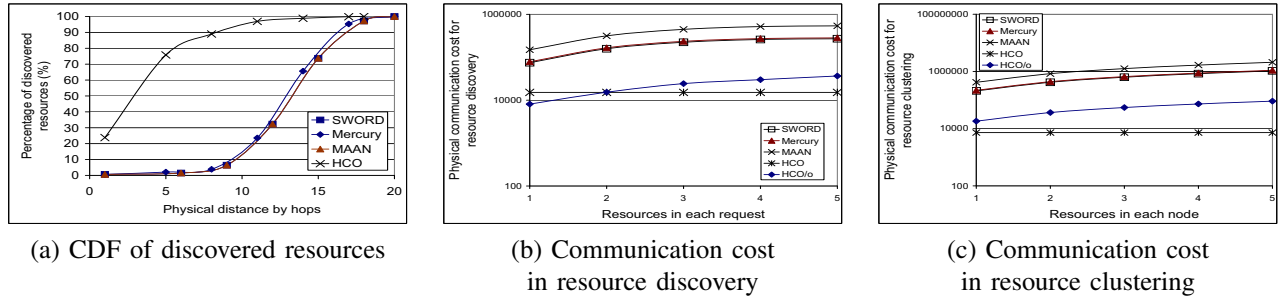 100
90
80
70
60
50
40
30
20
10
0
Percentage of discovered
resources (%)
SWORD
Mercury
MAAN
HCO
0 5 10 15 20
Physical distance by hops
(a) CDF of discovered resources
1000000
10000
100
Physical communication cost for
resource discovery
SWORD
Mercury
MAAN
HCO
HCO/o
1 2 3 4 5
Resources in each request
(b) Communication cost
in resource discovery
100000000
1000000
10000
100
Physical communication cost for
resource clustering
SWORD
Mercury
MAAN
HCO
HCO/o
1 2 3 4 5
Resources in each node
(c) Communication cost
in resource clustering